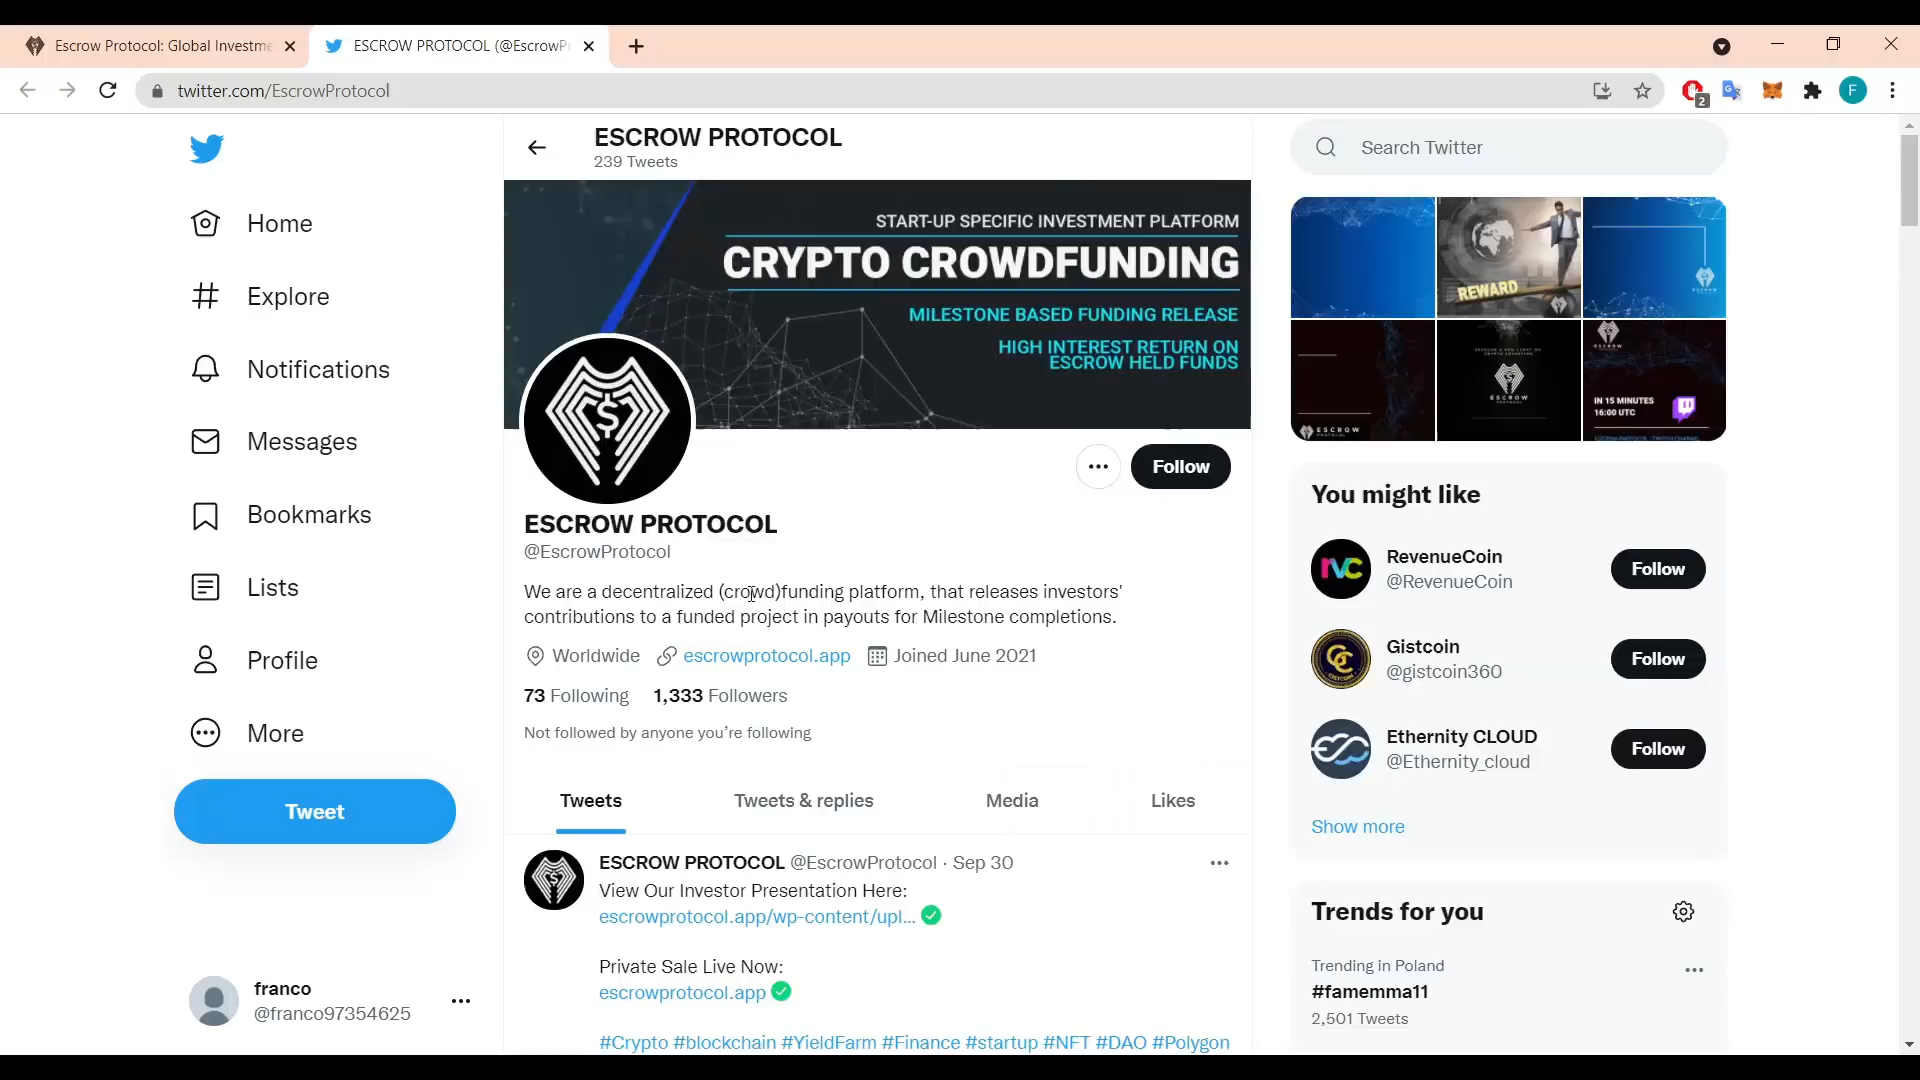 Escrow Protocol: Global Investme
ESCROW PROTOCOL (@EscrowP
twitter.com/EscrowProtocol
2
F
ESCROW PROTOCOL
239 Tweets
Search Twitter
Home
Explore
Notifications
Messages
Bookmarks
Lists
Profile
More
Tweet
franco
@franco97354625
START-UP SPECIFIC INVESTMENT PLATFORM
CRYPTO CROWDFUNDING
MILESTONE BASED FUNDING RELEASE
HIGH INTEREST RETURN ON
ESCROW HELD FUNDS
Follow
ESCROW PROTOCOL
@EscrowProtocol
We are a decentralized (crowd)funding platform, that releases investors'
contributions to a funded project in payouts for Milestone completions.
Worldwide escrowprotocol.app Joined June 2021
73 Following 1,333 Followers
Not followed by anyone you're following
Tweets Tweets & replies Media Likes
ESCROW PROTOCOL @EscrowProtocol · Sep 30
View Our Investor Presentation Here:
escrowprotocol.app/wp-content/upl...
Private Sale Live Now:
escrowprotocol.app
#Crypto #blockchain #YieldFarm #Finance #startup #NFT #DAO #Polygon
REWARD
ESCROW
ESCROW
ESCROW
IN 15 MINUTES
16:00 UTC
You might like
RevenueCoin
@RevenueCoin
Follow
Gistcoin
@gistcoin360
Follow
Ethernity CLOUD
@Ethernity_cloud
Follow
Show more
Trends for you
Trending in Poland
#famemma11
2,501 Tweets